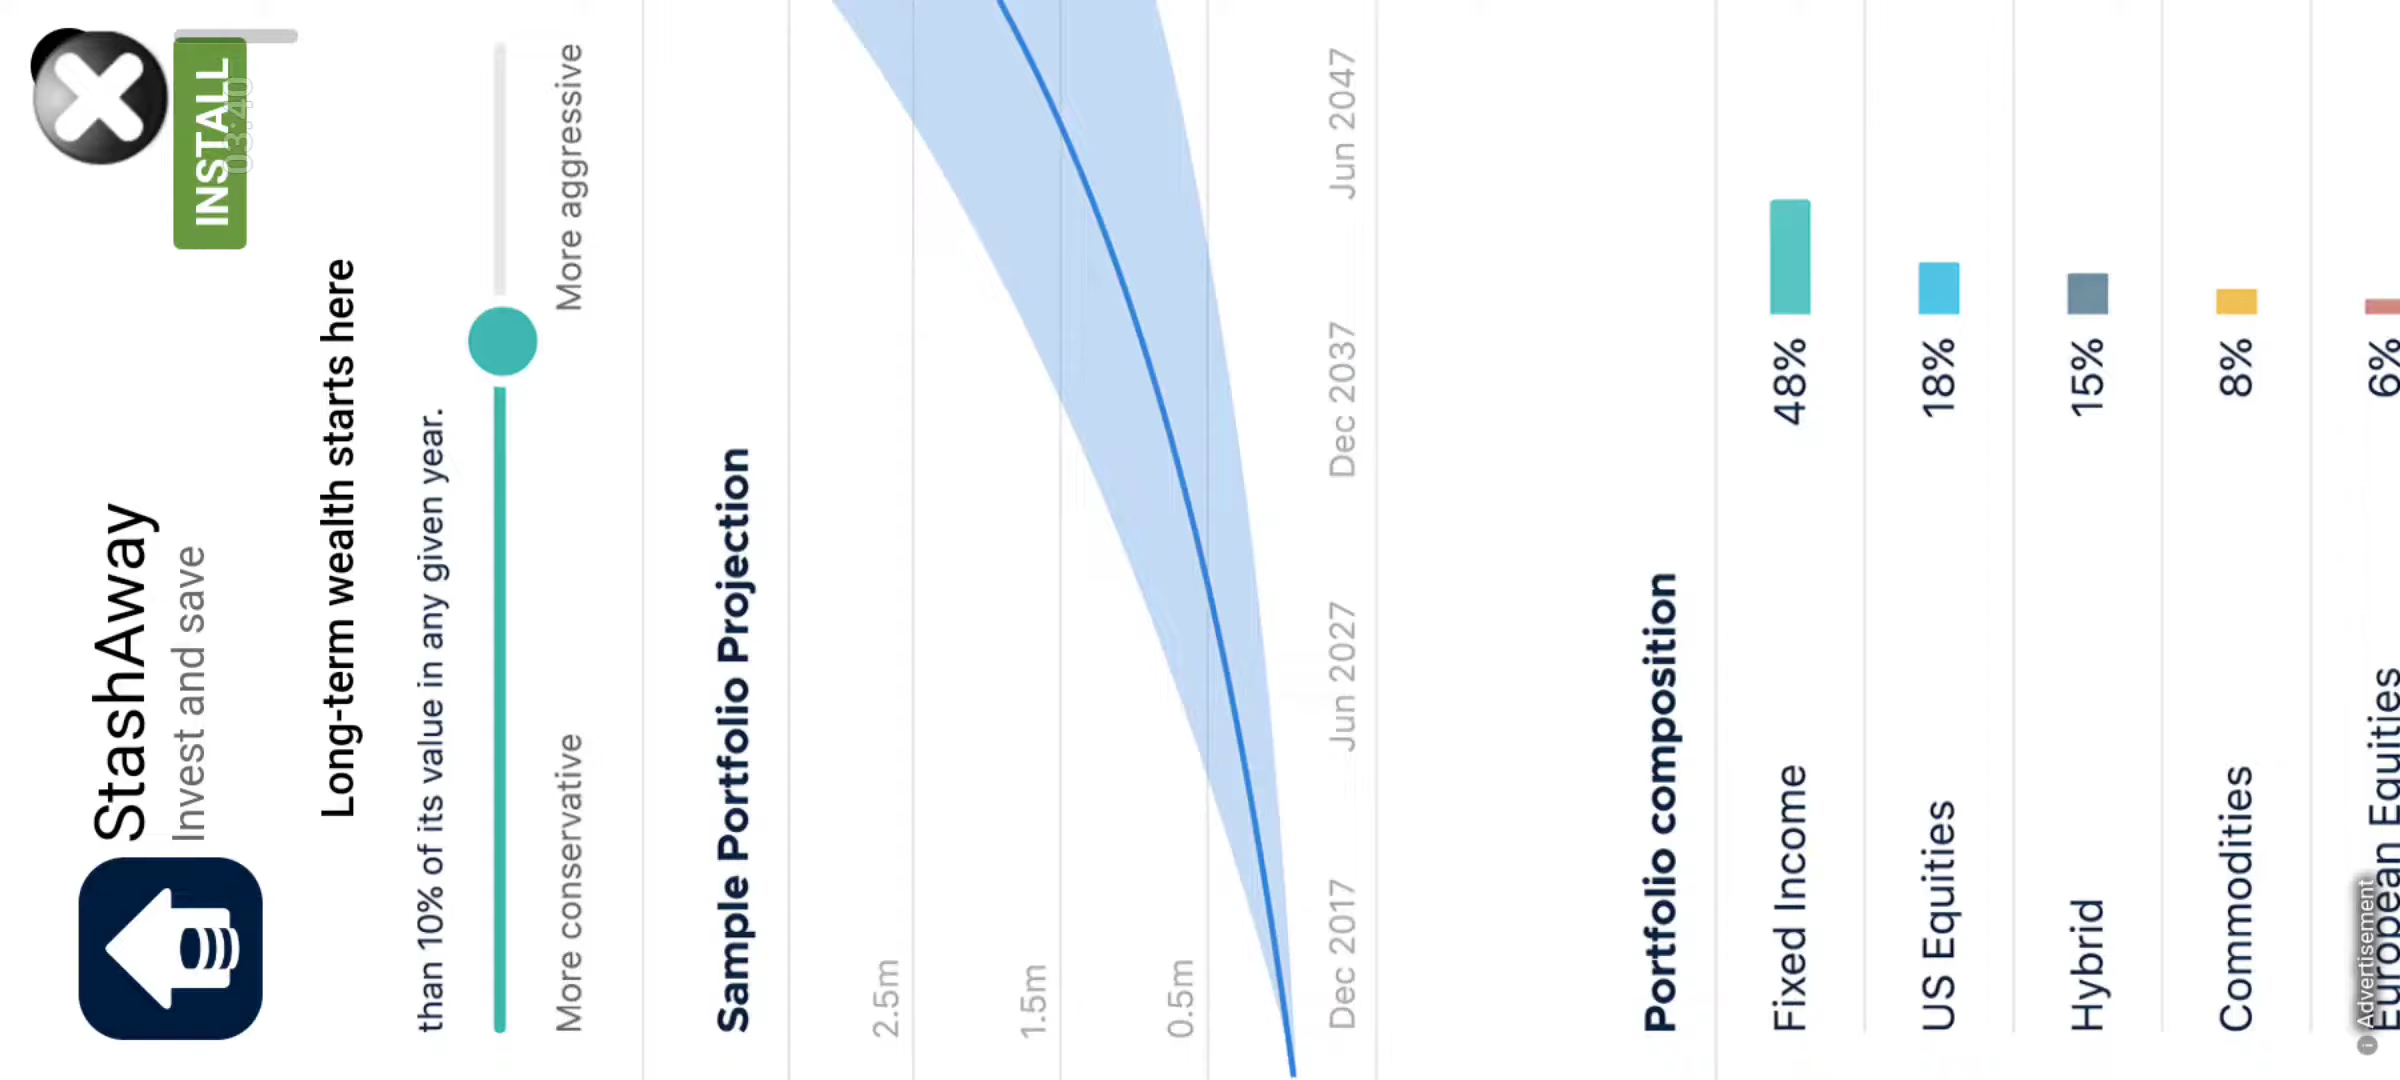 StashAway
Invest and save
INSTALL
03:40
Long-term wealth starts here
than 10% of its value in any given year.
More conservative
More aggressive
Sample Portfolio Projection
2.5m
1.5m
0.5m
Dec 2017
Jun 2027
Dec 2037
Jun 2047
Portfolio composition
Fixed Income 48%
US Equities 18%
Hybrid 15%
Commodities 8%
European Equities 6%
Advertisement